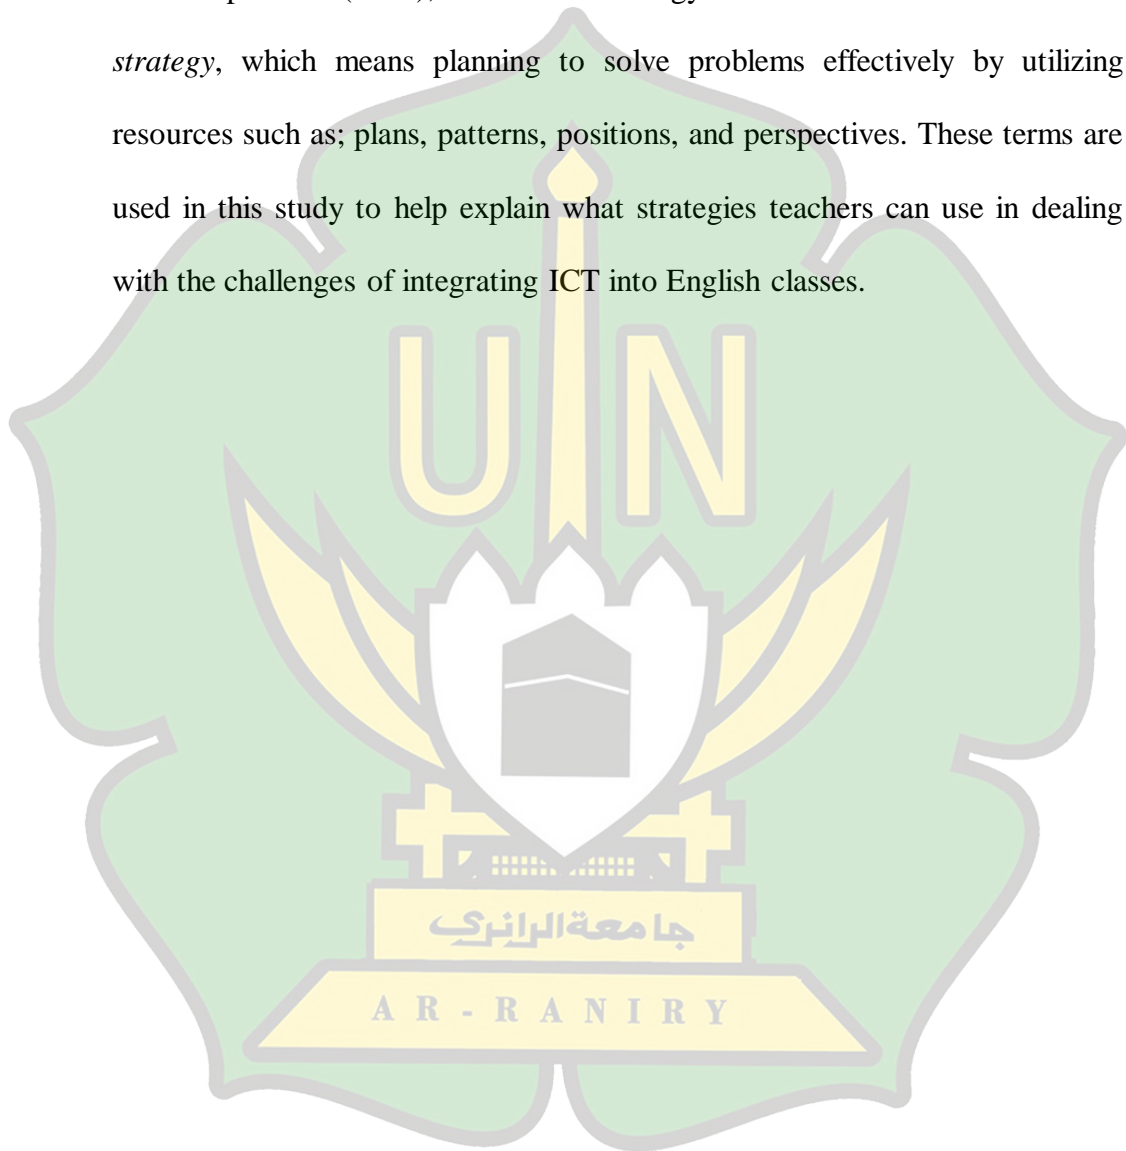 strategy, which means planning to solve problems effectively by utilizing
resources such as; plans, patterns, positions, and perspectives. These terms are
used in this study to help explain what strategies teachers can use in dealing
with the challenges of integrating ICT into English classes.
UIN
جامعةالرانري
AR-RANIRY